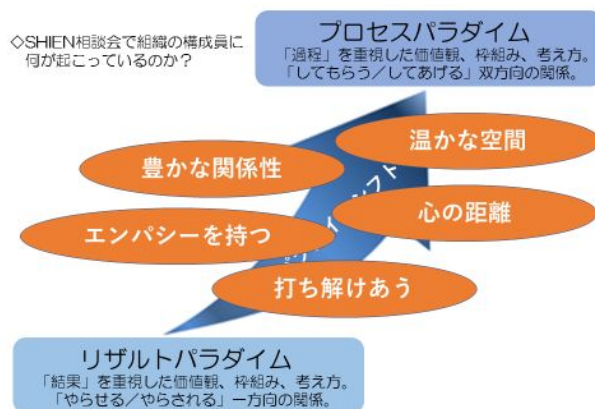 ◇SHIEN相談会で組織の構成員に
何が起こっているのか?
プロセスパラダイム
「過程」を重視した価値観、枠組み、考え方。
「してもらう/してあげる」双方向の関係。
温かな空間
豊かな関係性
心の距離
エンパシーを持つ
打ち解けあう
リザルトパラダイム
「結果」を重視した価値観、枠組み、考え方。
「やらせる/やらされる」一方向の関係。